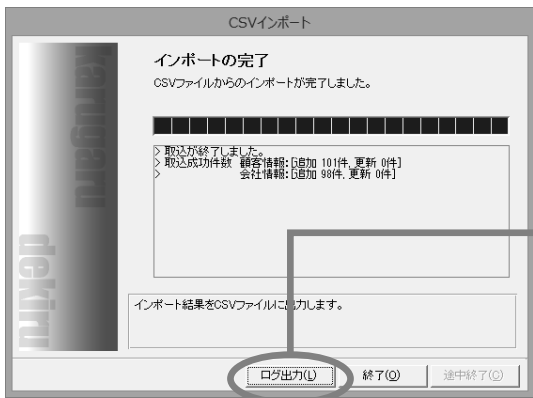 CSVインポート
karugaru
dekiru
インポートの完了
CSVファイルからのインポートが完了しました。
> 取込が終了しました。
> 取込成功件数 顧客情報:[追加 101件, 更新 0件]
> 会社情報:[追加 98件, 更新 0件]
インポート結果をCSVファイルに出力します。
ログ出力(L)
終了(O)
途中終了(C)